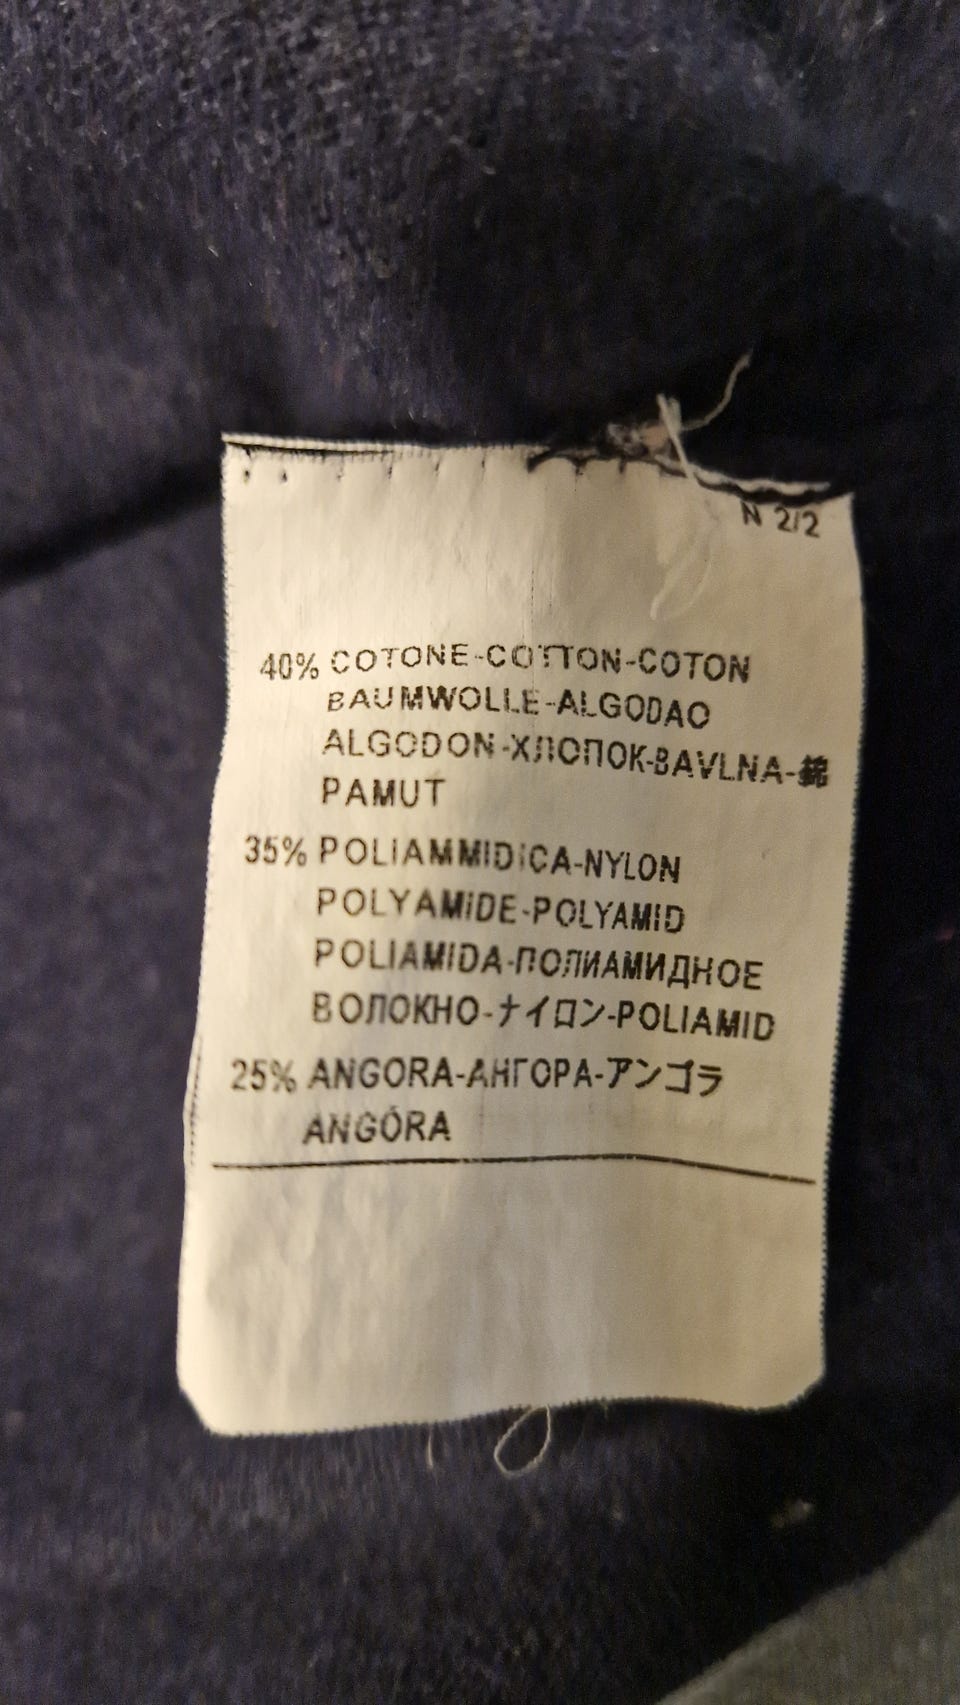 N 2/2
40% COTONE-COTTON-COTON
BAUMWOLLE-ALGODAO
ALGODON-ХЛОПОК-BAVLNA-綿
PAMUT
35% POLIAMMIDICA-NYLON
POLYAMIDE-POLYAMID
POLIAMIDA-ПОЛИАМИДНОЕ
ВОЛОКНО-ナイロン-POLIAMID
25% ANGORA-АНГОРА-アンゴラ
ANGÓRA